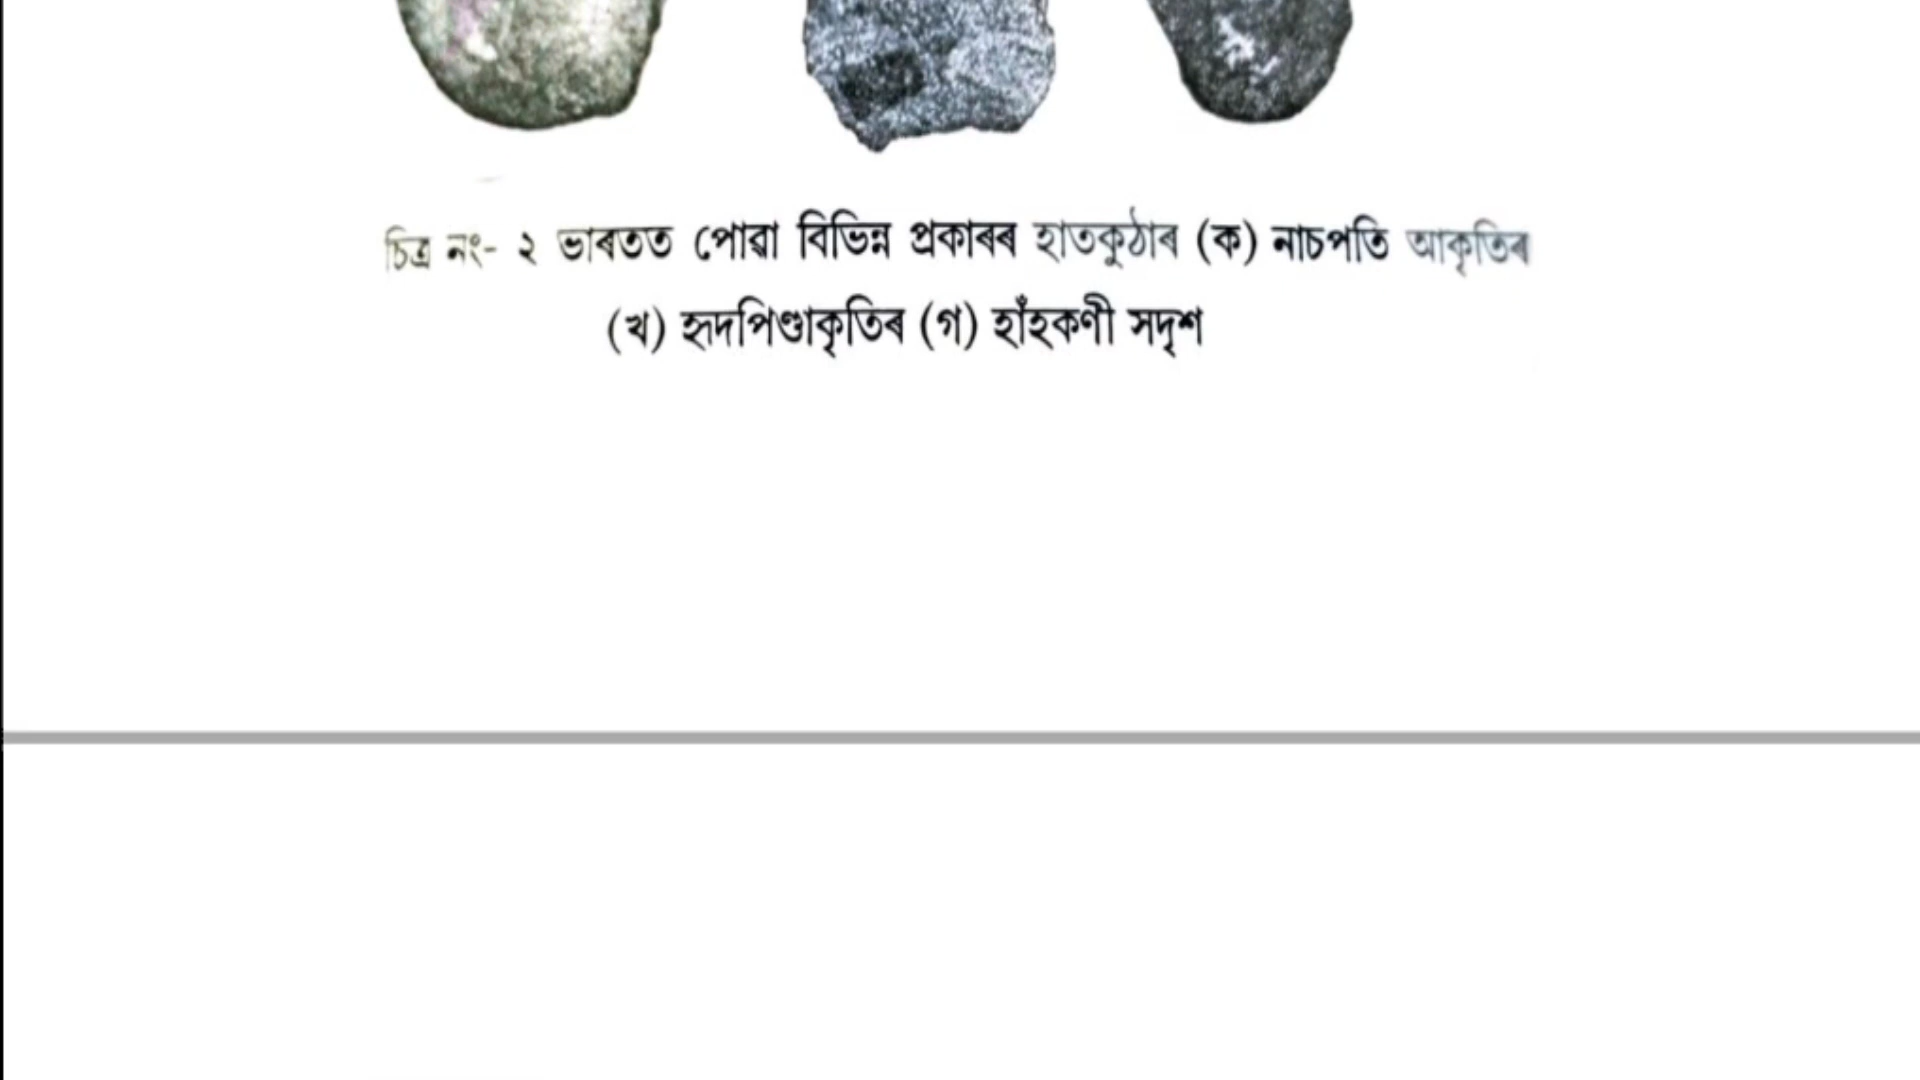 চিত্ৰ নং- ২ ভাৰতত পোৱা বিভিন্ন প্ৰকাৰৰ হাতকুঠাৰ (ক) নাচপতি আকৃতিৰ
(খ) হৃদপিণ্ডাকৃতিৰ (গ) হাঁহকণী সদৃশ